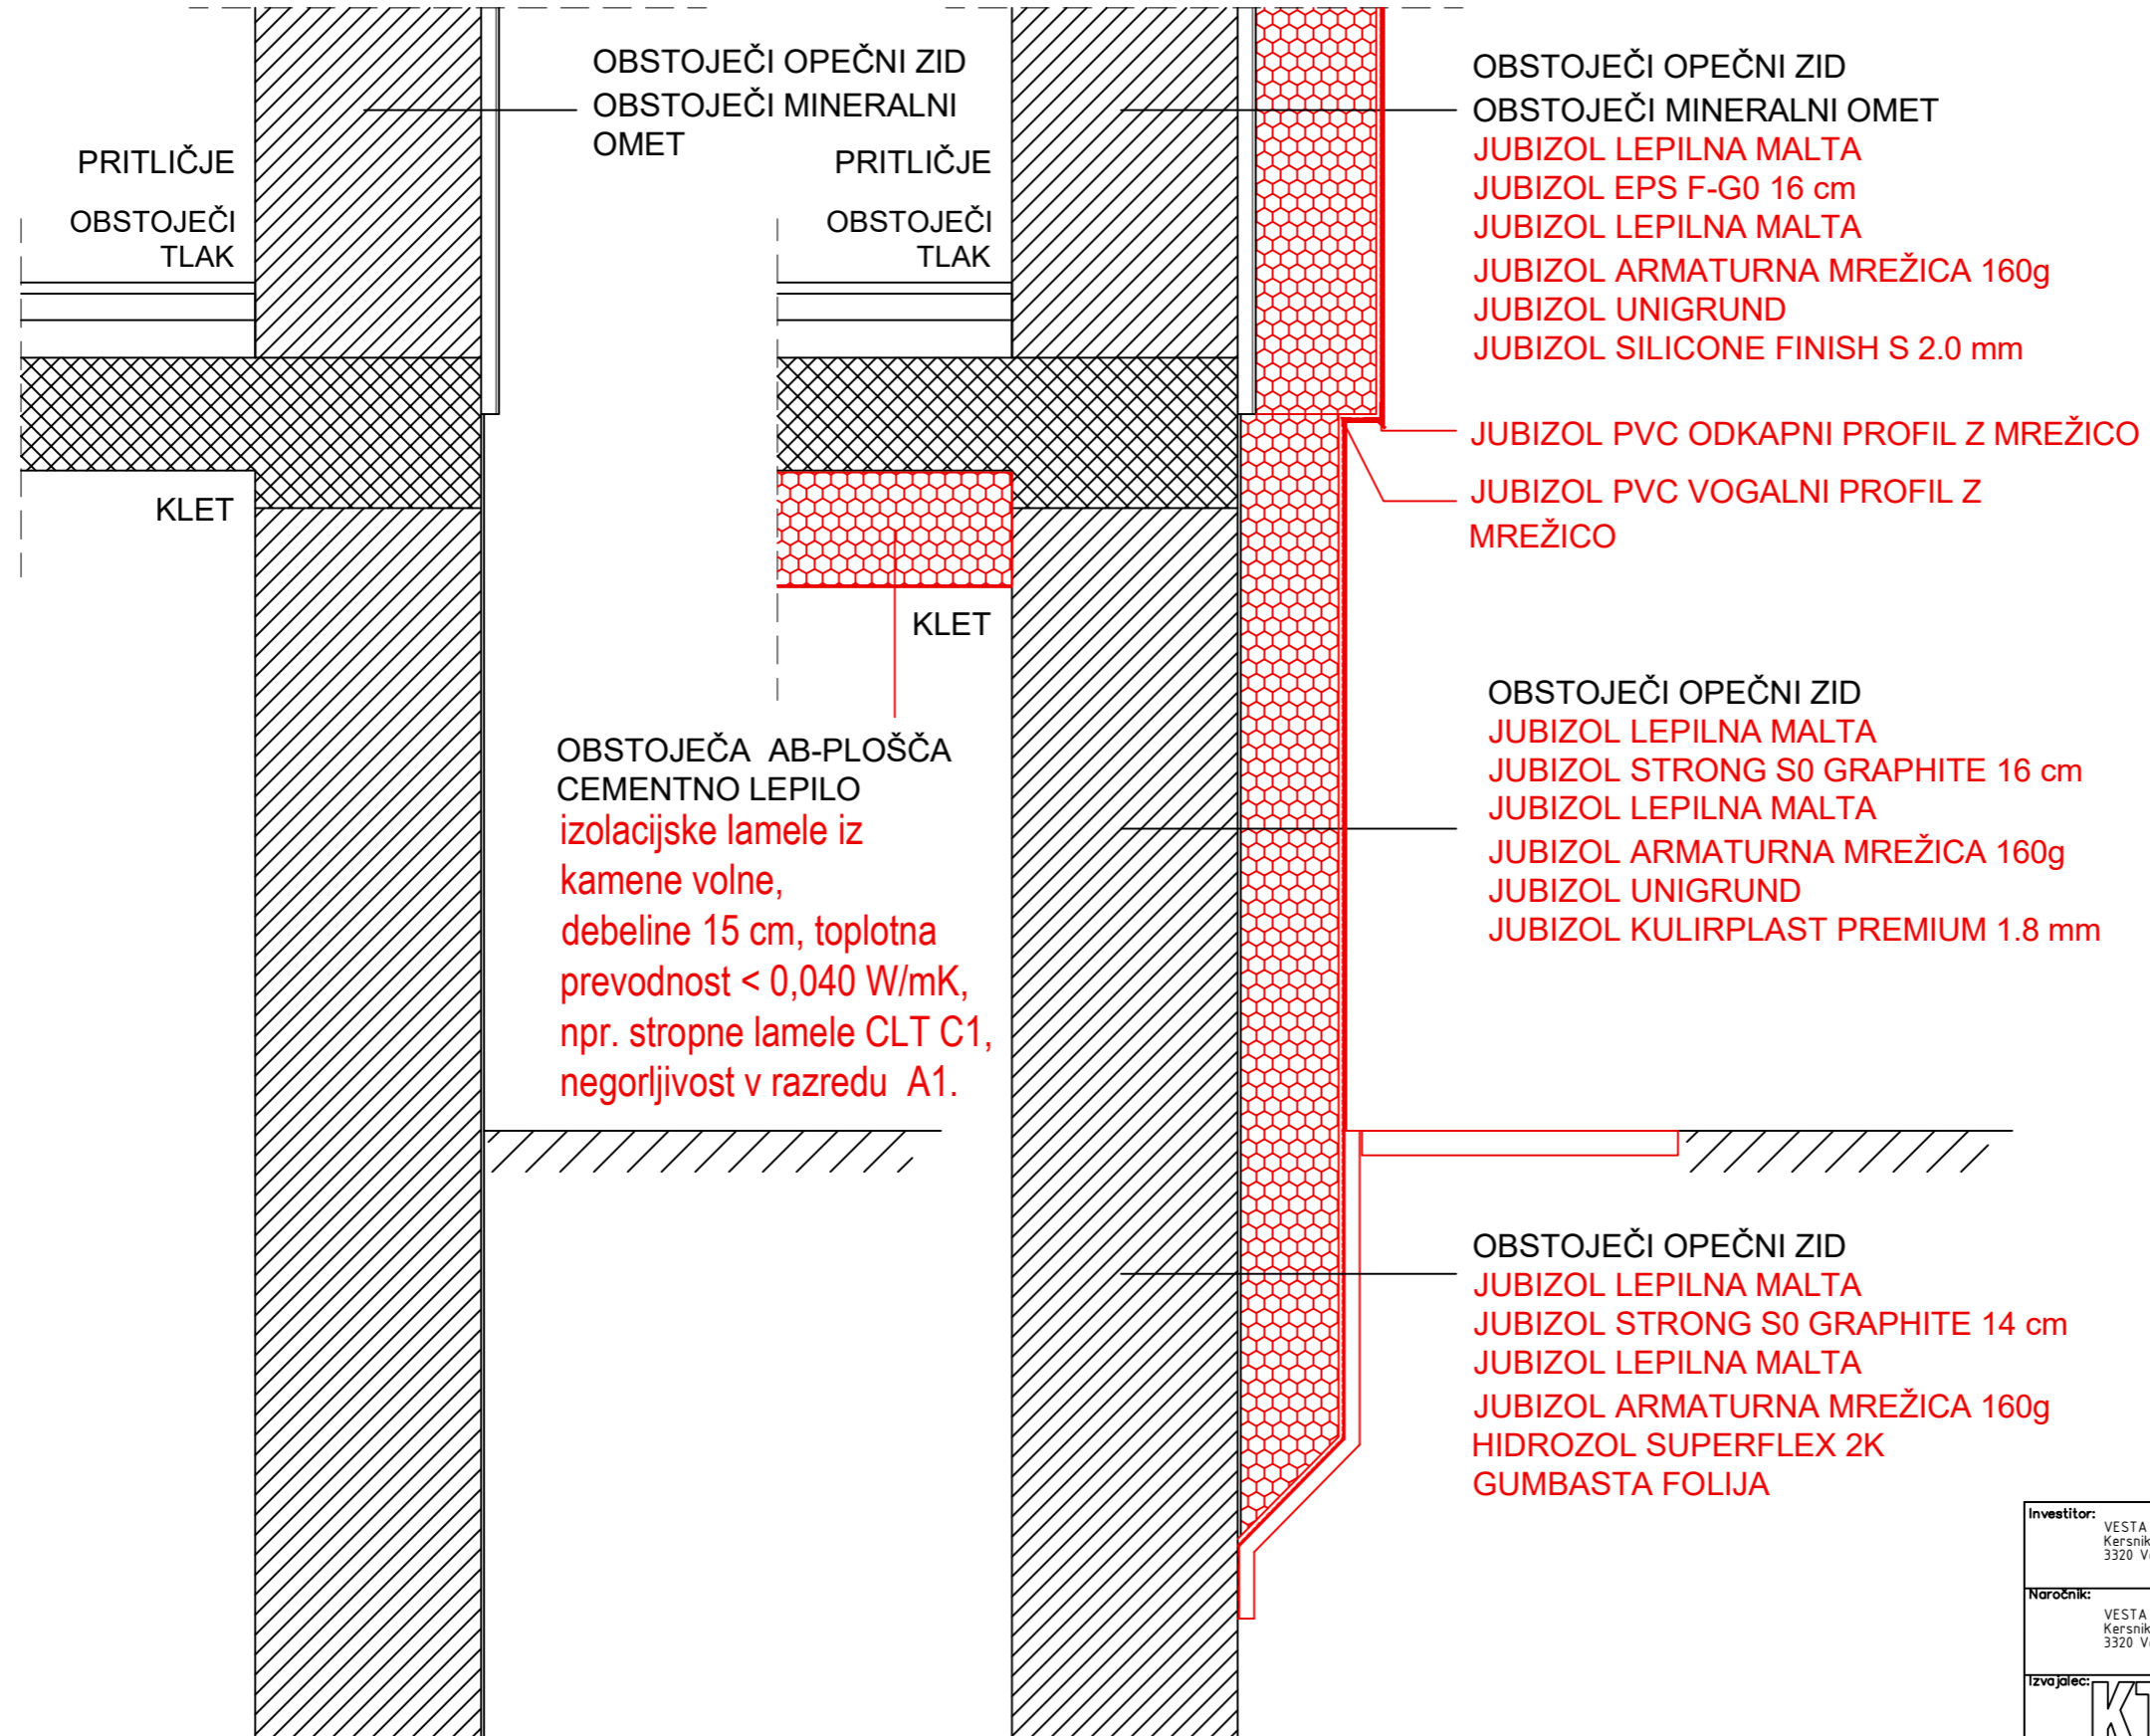 OBSTOJEČI OPEČNI ZID
OBSTOJEČI MINERALNI
OMET
PRITLIČJE
OBSTOJEČI
TLAK
KLET
PRITLIČJE
OBSTOJEČI
TLAK
KLET
OBSTOJEČA AB-PLOŠČA
CEMENTNO LEPILO
izolacijske lamele iz
kamene volne,
debeline 15 cm, toplotna
prevodnost < 0,040 W/mK,
npr. stropne lamele CLT C1,
negorljivost v razredu A1.
OBSTOJEČI OPEČNI ZID
OBSTOJEČI MINERALNI OMET
JUBIZOL LEPILNA MALTA
JUBIZOL EPS F-G0 16 cm
JUBIZOL LEPILNA MALTA
JUBIZOL ARMATURNA MREŽICA 160g
JUBIZOL UNIGRUND
JUBIZOL SILICONE FINISH S 2.0 mm
JUBIZOL PVC ODKAPNI PROFIL Z MREŽICO
JUBIZOL PVC VOGALNI PROFIL Z
MREŽICO
OBSTOJEČI OPEČNI ZID
JUBIZOL LEPILNA MALTA
JUBIZOL STRONG S0 GRAPHITE 16 cm
JUBIZOL LEPILNA MALTA
JUBIZOL ARMATURNA MREŽICA 160g
JUBIZOL UNIGRUND
JUBIZOL KULIRPLAST PREMIUM 1.8 mm
OBSTOJEČI OPEČNI ZID
JUBIZOL LEPILNA MALTA
JUBIZOL STRONG S0 GRAPHITE 14 cm
JUBIZOL LEPILNA MALTA
JUBIZOL ARMATURNA MREŽICA 160g
HIDROZOL SUPERFLEX 2K
GUMBASTA FOLIJA
Investitor:
VESTA
Kersnik
3320
Naročnik:
VESTA
Kersnik
3320
Izvajalec: